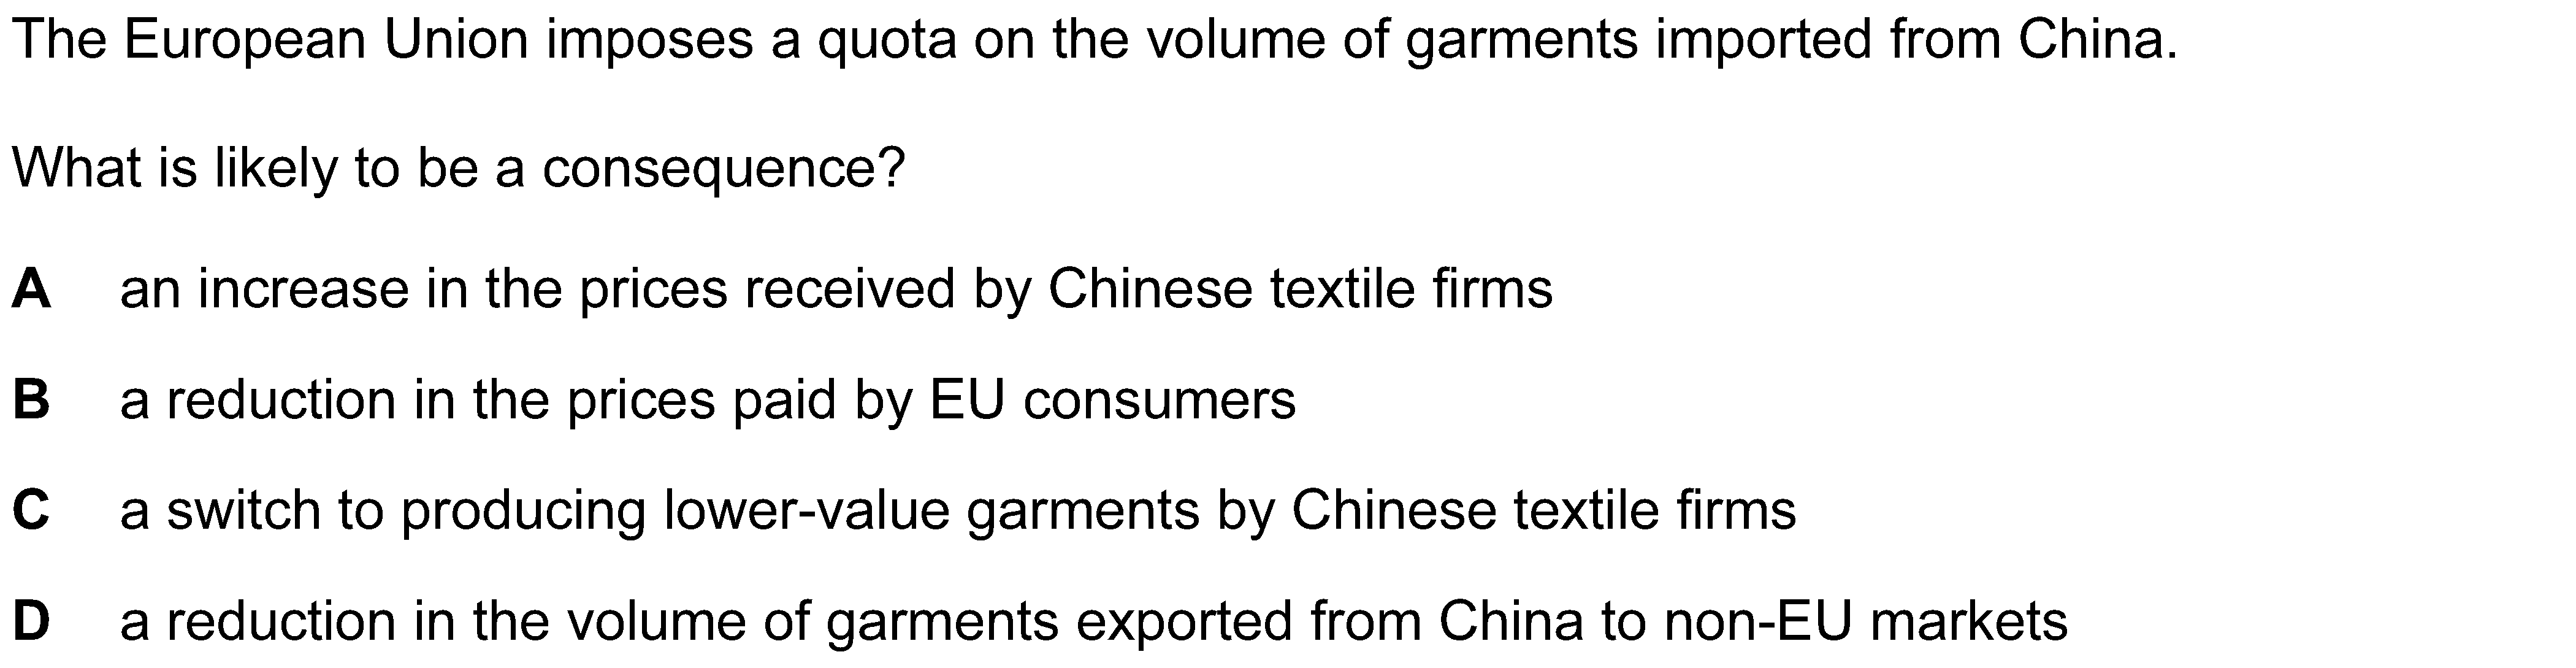 The European Union imposes a quota on the volume of garments imported from China.
What is likely to be a consequence?
A an increase in the prices received by Chinese textile firms
B a reduction in the prices paid by EU consumers
C a switch to producing lower-value garments by Chinese textile firms
D a reduction in the volume of garments exported from China to non-EU markets